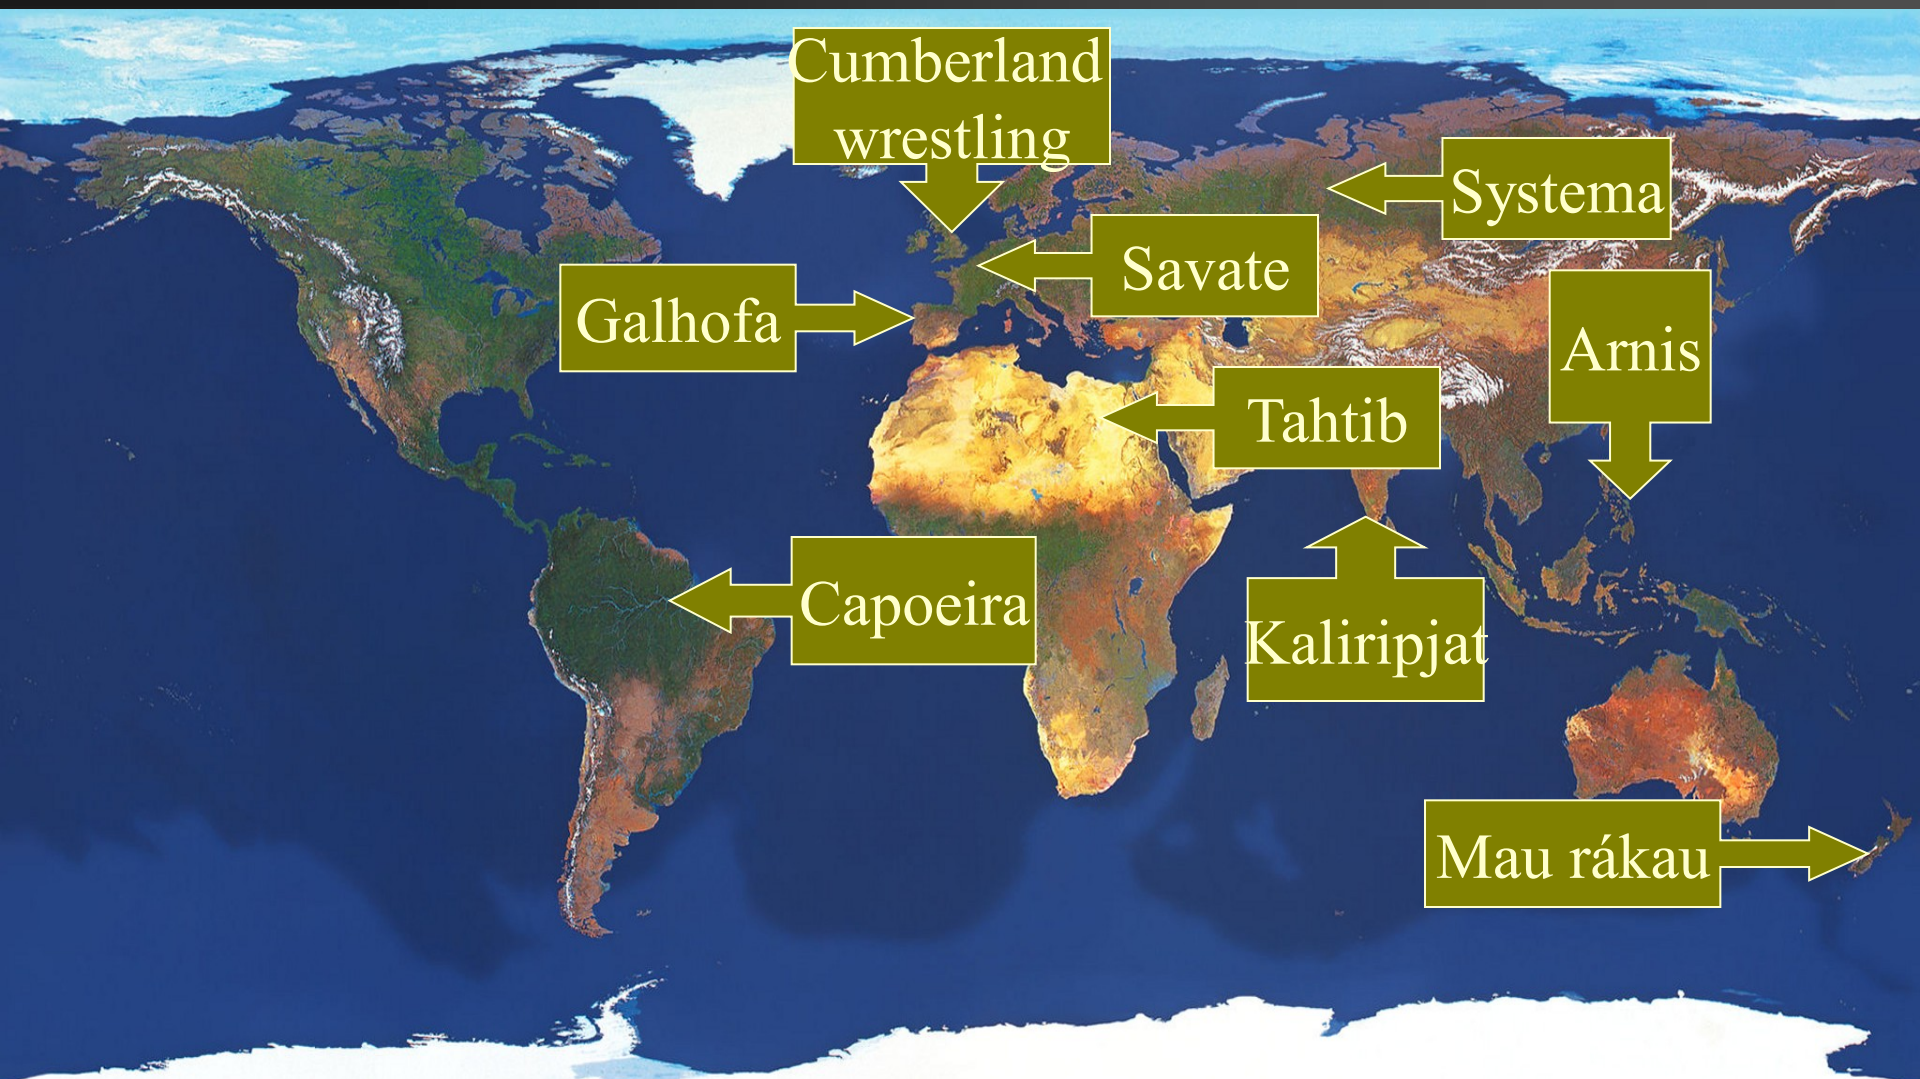 Cumberland
wrestling
Systema
Savate
Galhofa
Arnis
Tahtib
Capoeira
Kaliripjat
Mau rákau